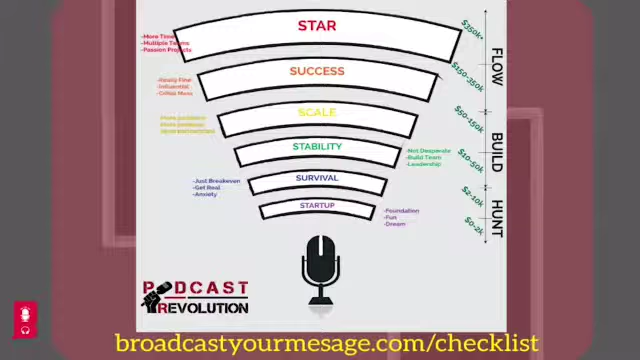 STAR
$350k+
-More Time
-Multiple Teams
-Passion Projects
FLOW
SUCCESS
$150-350k
-Really Fine
-Influential
-Critical Mass
SCALE
$50-150k
BUILD
STABILITY
$10-50k
-Not Desperate
-Build Team
-Leadership
SURVIVAL
$2-10k
-Just Breakeven
-Get Real
-Anxiety
HUNT
STARTUP
$0-2k
-Foundation
-Fun
-Dream
PODCAST
REVOLUTION
broadcastyourmesage.com/checklist